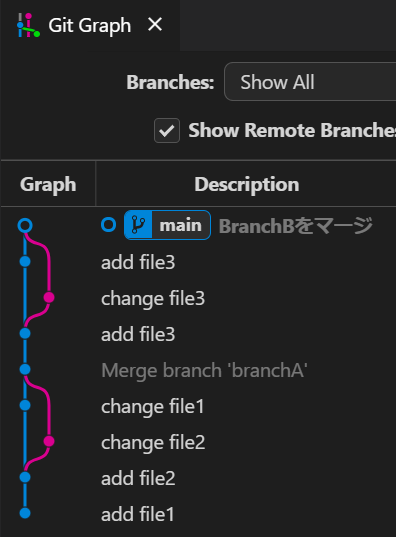 Git Graph
Branches: Show All
Show Remote Branches
Graph Description
main BranchBをマージ
add file3
change file3
add file3
Merge branch 'branchA'
change file1
change file2
add file2
add file1